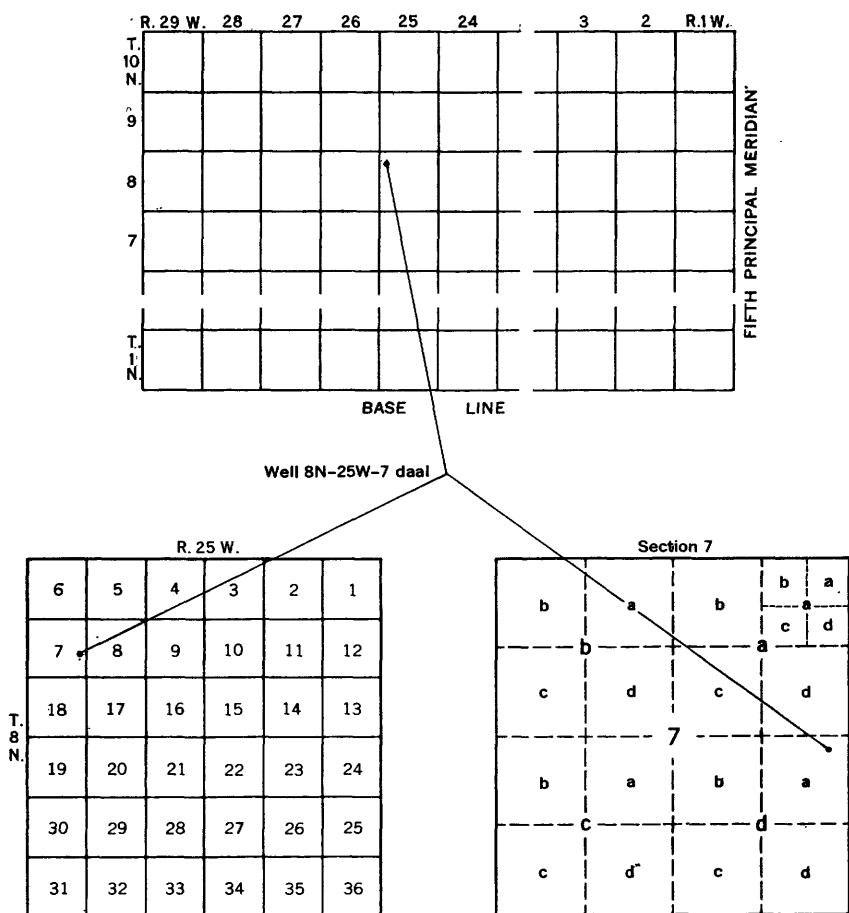 R. 29 W. 28 27 26 25 24 3 2 R.1W.
T. 10 N.
9
8
7
T. 1 N.
FIFTH PRINCIPAL MERIDIAN
BASE LINE
Well 8N-25W-7 daal
R. 25 W.
6 5 4 3 2 1
7 8 9 10 11 12
18 17 16 15 14 13
T. 8 N.
19 20 21 22 23 24
30 29 28 27 26 25
31 32 33 34 35 36
Section 7
b a b b a
a
c d
b a
c d c d
7
b a b a
c d
c d c d